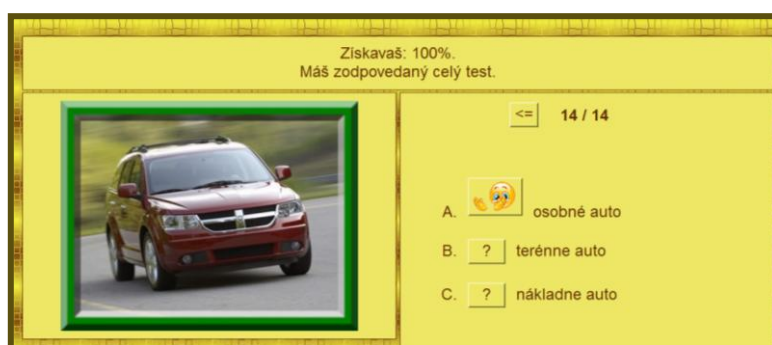 Získavaš: 100%.
Máš zodpovedaný celý test.
<= 14 / 14
A. osobné auto
B. ? terénne auto
C. ? nákladne auto